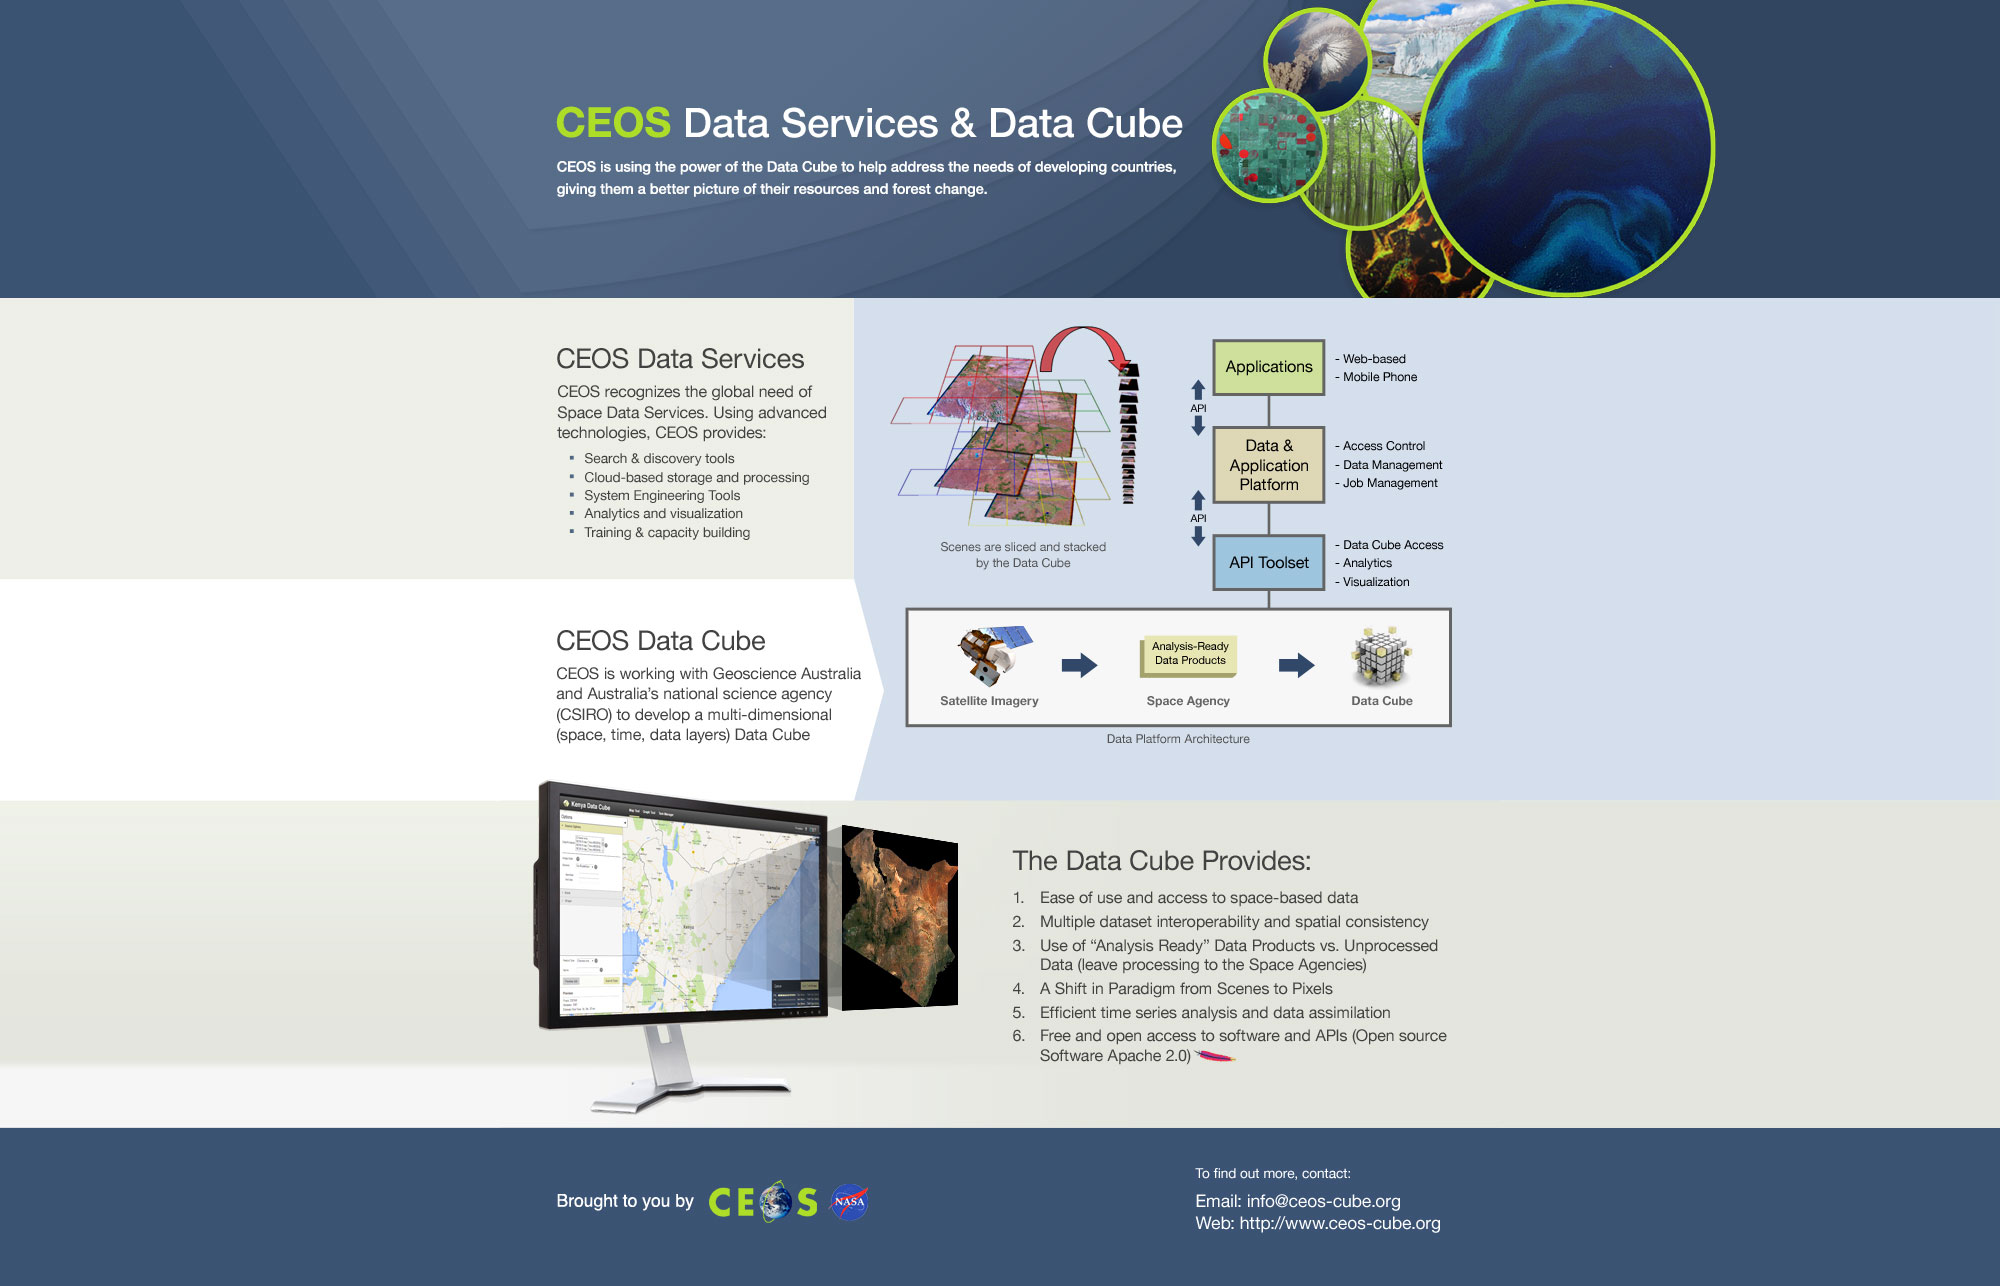 CEOS Data Services & Data Cube
CEOS is using the power of the Data Cube to help address the needs of developing countries,
giving them a better picture of their resources and forest change.
CEOS Data Services
CEOS recognizes the global need of
Space Data Services. Using advanced
technologies, CEOS provides:
▪ Search & discovery tools
▪ Cloud-based storage and processing
▪ System Engineering Tools
▪ Analytics and visualization
▪ Training & capacity building
Scenes are sliced and stacked
by the Data Cube
Applications
- Web-based
- Mobile Phone
API
Data &
Application
Platform
- Access Control
- Data Management
- Job Management
API
API Toolset
- Data Cube Access
- Analytics
- Visualization
CEOS Data Cube
CEOS is working with Geoscience Australia
and Australia's national science agency
(CSIRO) to develop a multi-dimensional
(space, time, data layers) Data Cube
Analysis-Ready
Data Products
Satellite Imagery
Space Agency
Data Cube
Data Platform Architecture
Kenya Data Cube
The Data Cube Provides:
1. Ease of use and access to space-based data
2. Multiple dataset interoperability and spatial consistency
3. Use of “Analysis Ready” Data Products vs. Unprocessed
Data (leave processing to the Space Agencies)
4. A Shift in Paradigm from Scenes to Pixels
5. Efficient time series analysis and data assimilation
6. Free and open access to software and APIs (Open source
Software Apache 2.0)
Brought to you by CEOS NASA
To find out more, contact:
Email: info@ceos-cube.org
Web: http://www.ceos-cube.org